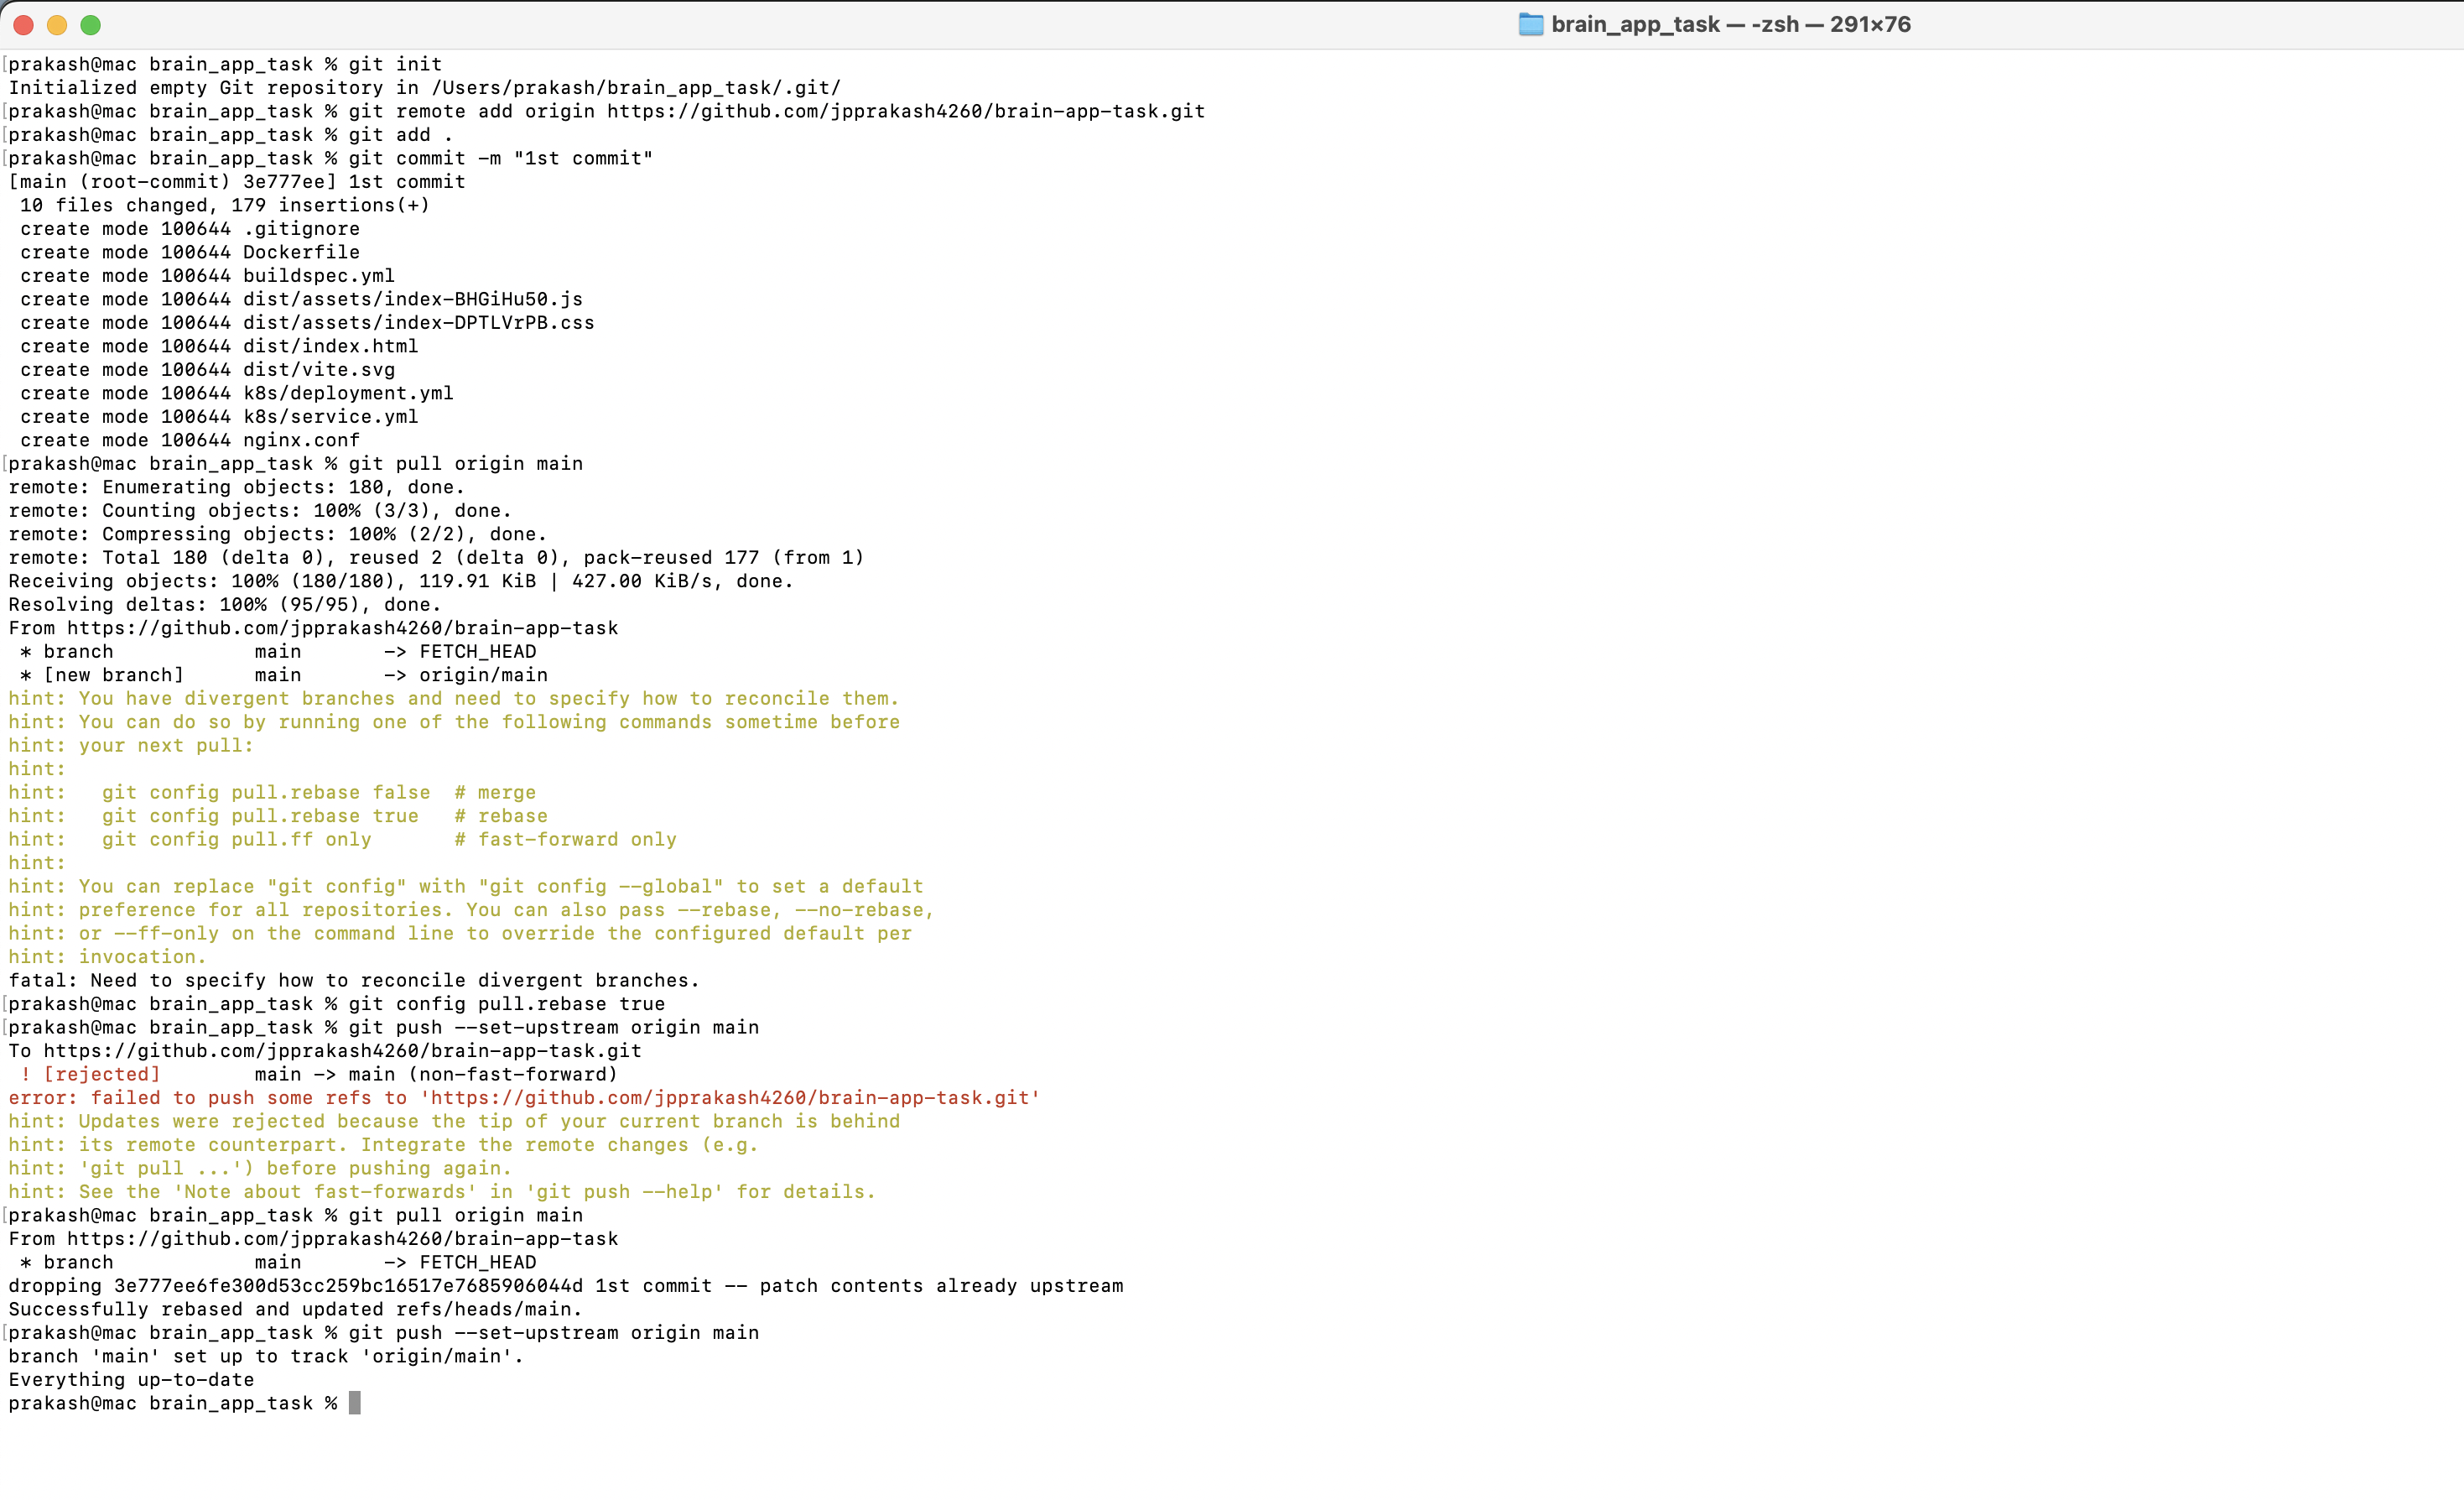 brain_app_task — -zsh — 291×76
[prakash@mac brain_app_task % git init
Initialized empty Git repository in /Users/prakash/brain_app_task/.git/
[prakash@mac brain_app_task % git remote add origin https://github.com/jpprakash4260/brain-app-task.git
[prakash@mac brain_app_task % git add .
[prakash@mac brain_app_task % git commit -m "1st commit"
[main (root-commit) 3e777ee] 1st commit
 10 files changed, 179 insertions(+)
 create mode 100644 .gitignore
 create mode 100644 Dockerfile
 create mode 100644 buildspec.yml
 create mode 100644 dist/assets/index-BHGiHu50.js
 create mode 100644 dist/assets/index-DPTLVrPB.css
 create mode 100644 dist/index.html
 create mode 100644 dist/vite.svg
 create mode 100644 k8s/deployment.yml
 create mode 100644 k8s/service.yml
 create mode 100644 nginx.conf
[prakash@mac brain_app_task % git pull origin main
remote: Enumerating objects: 180, done.
remote: Counting objects: 100% (3/3), done.
remote: Compressing objects: 100% (2/2), done.
remote: Total 180 (delta 0), reused 2 (delta 0), pack-reused 177 (from 1)
Receiving objects: 100% (180/180), 119.91 KiB | 427.00 KiB/s, done.
Resolving deltas: 100% (95/95), done.
From https://github.com/jpprakash4260/brain-app-task
 * branch            main       -> FETCH_HEAD
 * [new branch]      main       -> origin/main
hint: You have divergent branches and need to specify how to reconcile them.
hint: You can do so by running one of the following commands sometime before
hint: your next pull:
hint:
hint:   git config pull.rebase false  # merge
hint:   git config pull.rebase true   # rebase
hint:   git config pull.ff only       # fast-forward only
hint:
hint: You can replace "git config" with "git config --global" to set a default
hint: preference for all repositories. You can also pass --rebase, --no-rebase,
hint: or --ff-only on the command line to override the configured default per
hint: invocation.
fatal: Need to specify how to reconcile divergent branches.
[prakash@mac brain_app_task % git config pull.rebase true
[prakash@mac brain_app_task % git push --set-upstream origin main
To https://github.com/jpprakash4260/brain-app-task.git
 ! [rejected]        main -> main (non-fast-forward)
error: failed to push some refs to 'https://github.com/jpprakash4260/brain-app-task.git'
hint: Updates were rejected because the tip of your current branch is behind
hint: its remote counterpart. Integrate the remote changes (e.g.
hint: 'git pull ...') before pushing again.
hint: See the 'Note about fast-forwards' in 'git push --help' for details.
[prakash@mac brain_app_task % git pull origin main
From https://github.com/jpprakash4260/brain-app-task
 * branch            main       -> FETCH_HEAD
dropping 3e777ee6fe300d53cc259bc16517e7685906044d 1st commit -- patch contents already upstream
Successfully rebased and updated refs/heads/main.
[prakash@mac brain_app_task % git push --set-upstream origin main
branch 'main' set up to track 'origin/main'.
Everything up-to-date
prakash@mac brain_app_task %